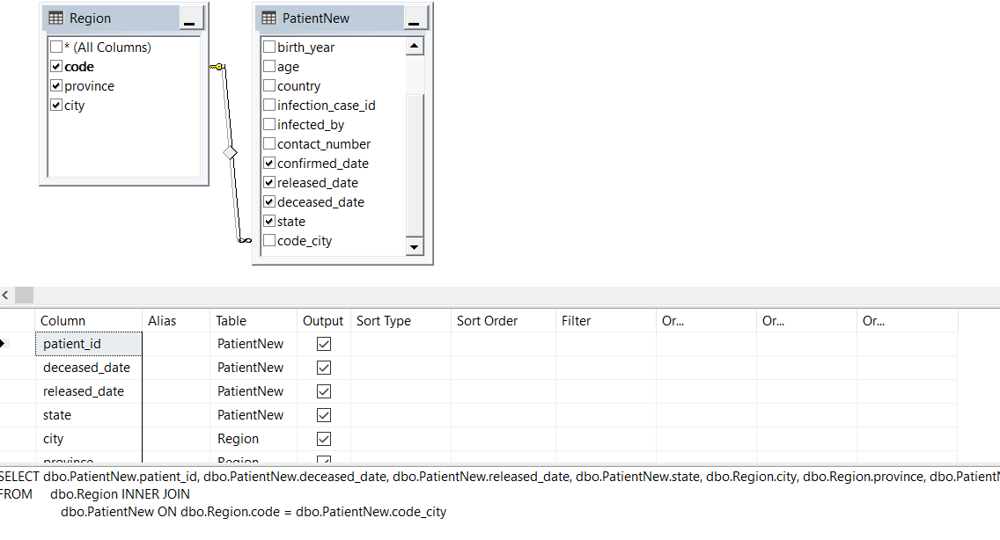 Region
* (All Columns)
code
province
city
PatientNew
birth_year
age
country
infection_case_id
infected_by
contact_number
confirmed_date
released_date
deceased_date
state
code_city
Column Alias Table Output Sort Type Sort Order Filter Or... Or... Or...
patient_id PatientNew
deceased_date PatientNew
released_date PatientNew
state PatientNew
city Region
province Region
SELECT dbo.PatientNew.patient_id, dbo.PatientNew.deceased_date, dbo.PatientNew.released_date, dbo.PatientNew.state, dbo.Region.city, dbo.Region.province, dbo.PatientN
FROM dbo.Region INNER JOIN
dbo.PatientNew ON dbo.Region.code = dbo.PatientNew.code_city